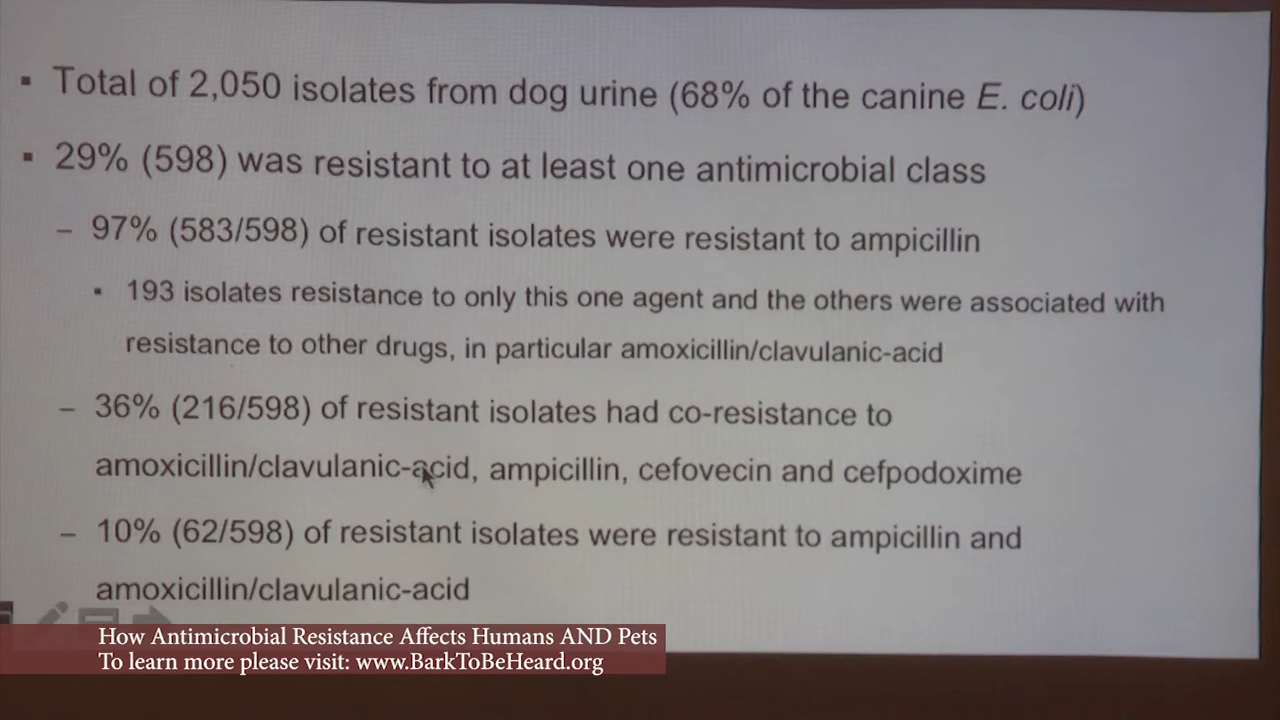 ▪ Total of 2,050 isolates from dog urine (68% of the canine E. coli)
▪ 29% (598) was resistant to at least one antimicrobial class
– 97% (583/598) of resistant isolates were resistant to ampicillin
▪ 193 isolates resistance to only this one agent and the others were associated with
resistance to other drugs, in particular amoxicillin/clavulanic-acid
– 36% (216/598) of resistant isolates had co-resistance to
amoxicillin/clavulanic-acid, ampicillin, cefovecin and cefpodoxime
– 10% (62/598) of resistant isolates were resistant to ampicillin and
amoxicillin/clavulanic-acid
How Antimicrobial Resistance Affects Humans AND Pets
To learn more please visit: www.BarkToBeHeard.org